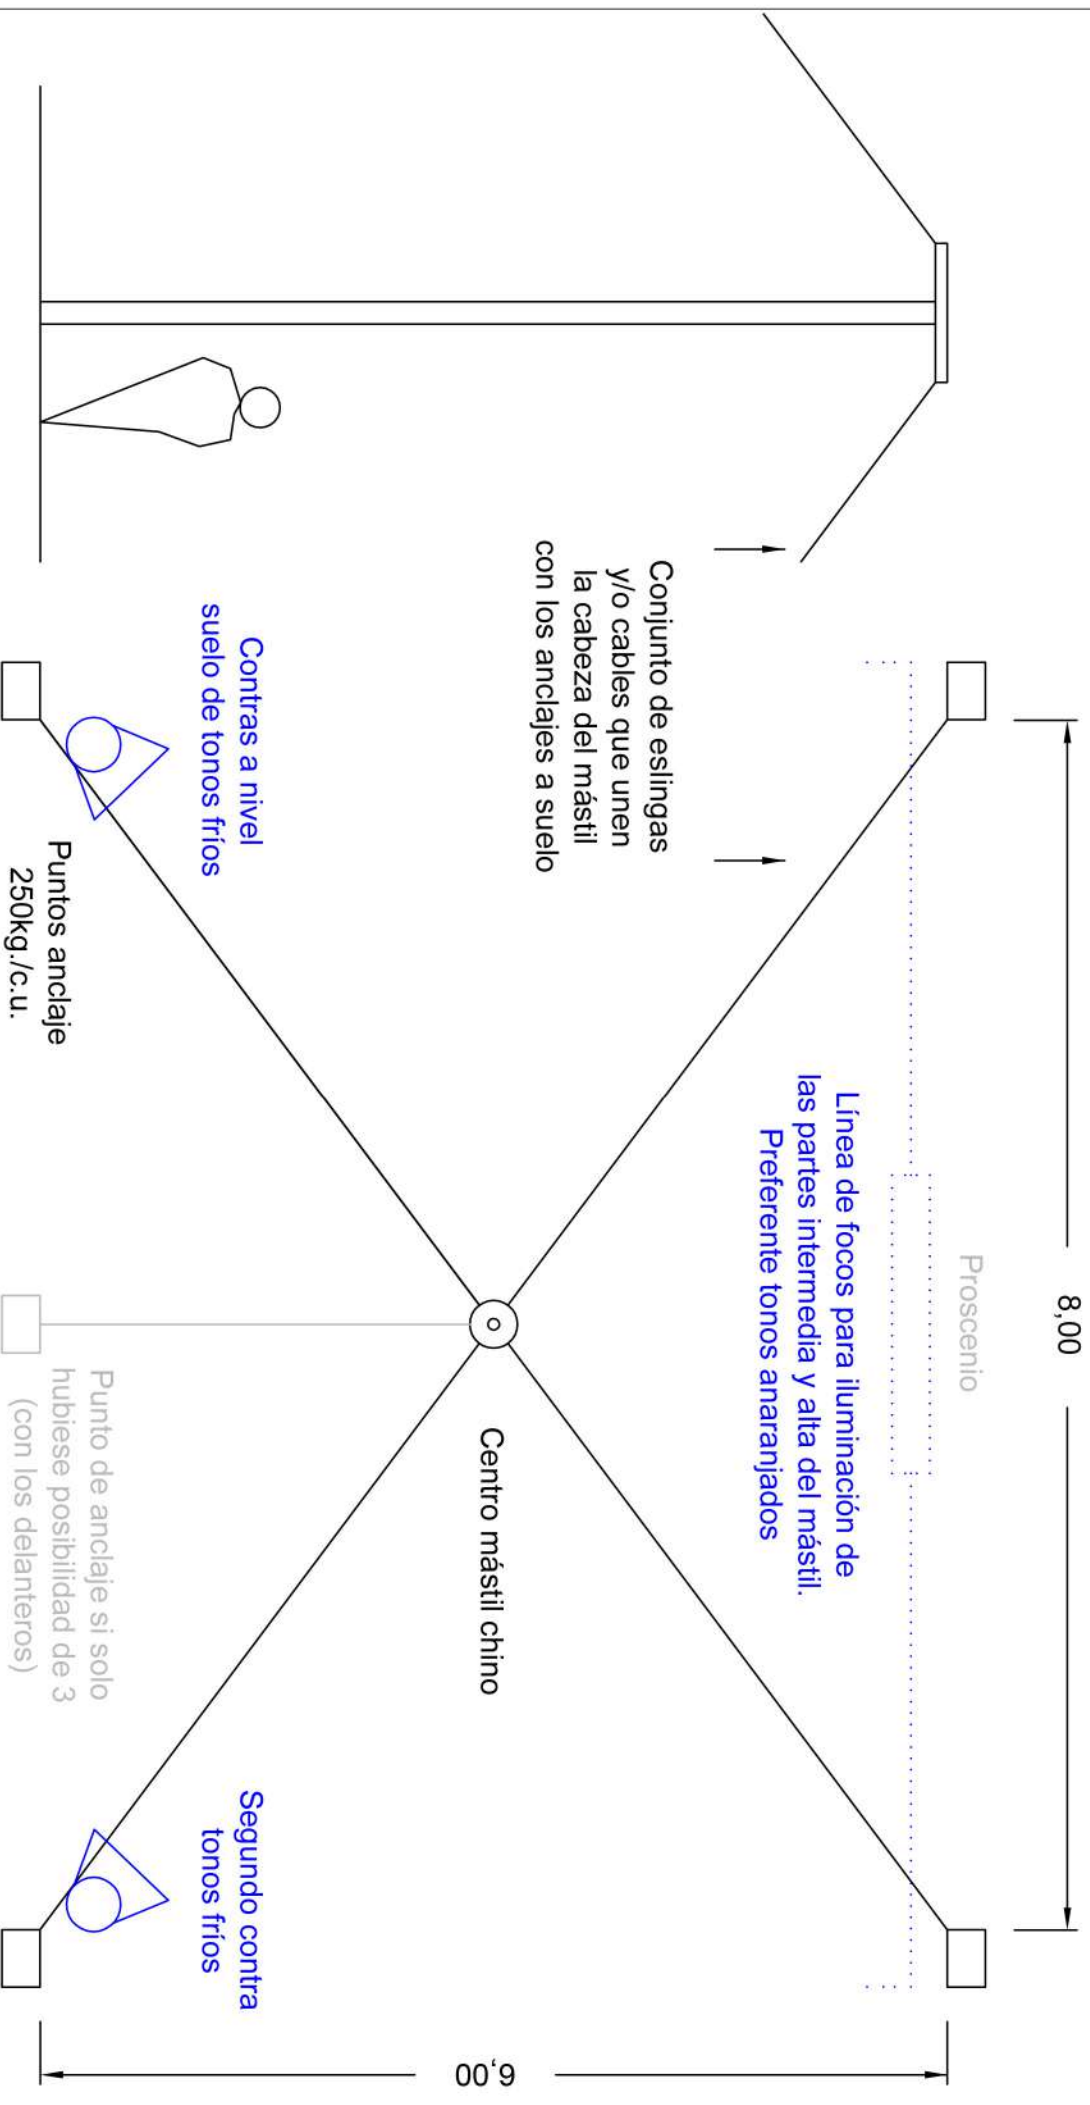 8,00
Proscenio
Línea de focos para iluminación de
las partes intermedia y alta del mástil.
Preferente tonos anaranjados
Conjunto de eslingas
y/o cables que unen
la cabeza del mástil
con los anclajes a suelo
Centro mástil chino
6,00
Contras a nivel
suelo de tonos fríos
Segundo contra
tonos fríos
Puntos anclaje
250kg./c.u.
Punto de anclaje si solo
hubiese posibilidad de 3
(con los delanteros)